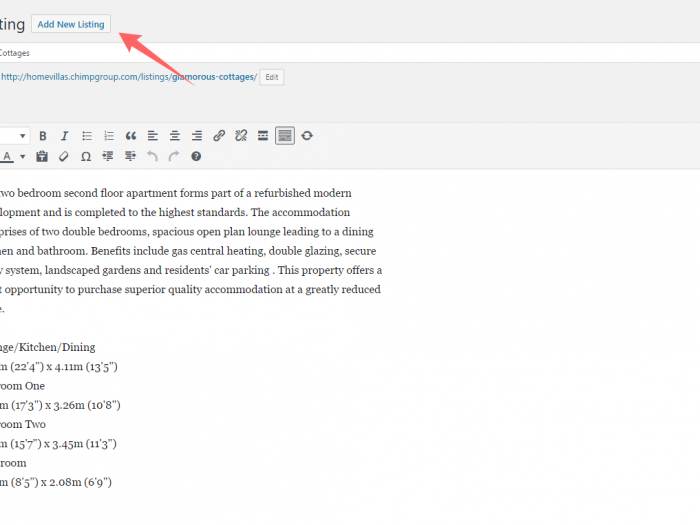 ting Add New Listing
Cottages
http://homevillas.chimpgroup.com/listings/glamorous-cottages/ Edit
B I
A Ω
two bedroom second floor apartment forms part of a refurbished modern
lopment and is completed to the highest standards. The accommodation
prises of two double bedrooms, spacious open plan lounge leading to a dining
hen and bathroom. Benefits include gas central heating, double glazing, secure
y system, landscaped gardens and residents' car parking . This property offers a
t opportunity to purchase superior quality accommodation at a greatly reduced
e.
nge/Kitchen/Dining
m (22'4") x 4.11m (13'5")
room One
m (17'3") x 3.26m (10'8")
room Two
m (15'7") x 3.45m (11'3")
room
m (8'5") x 2.08m (6'9")